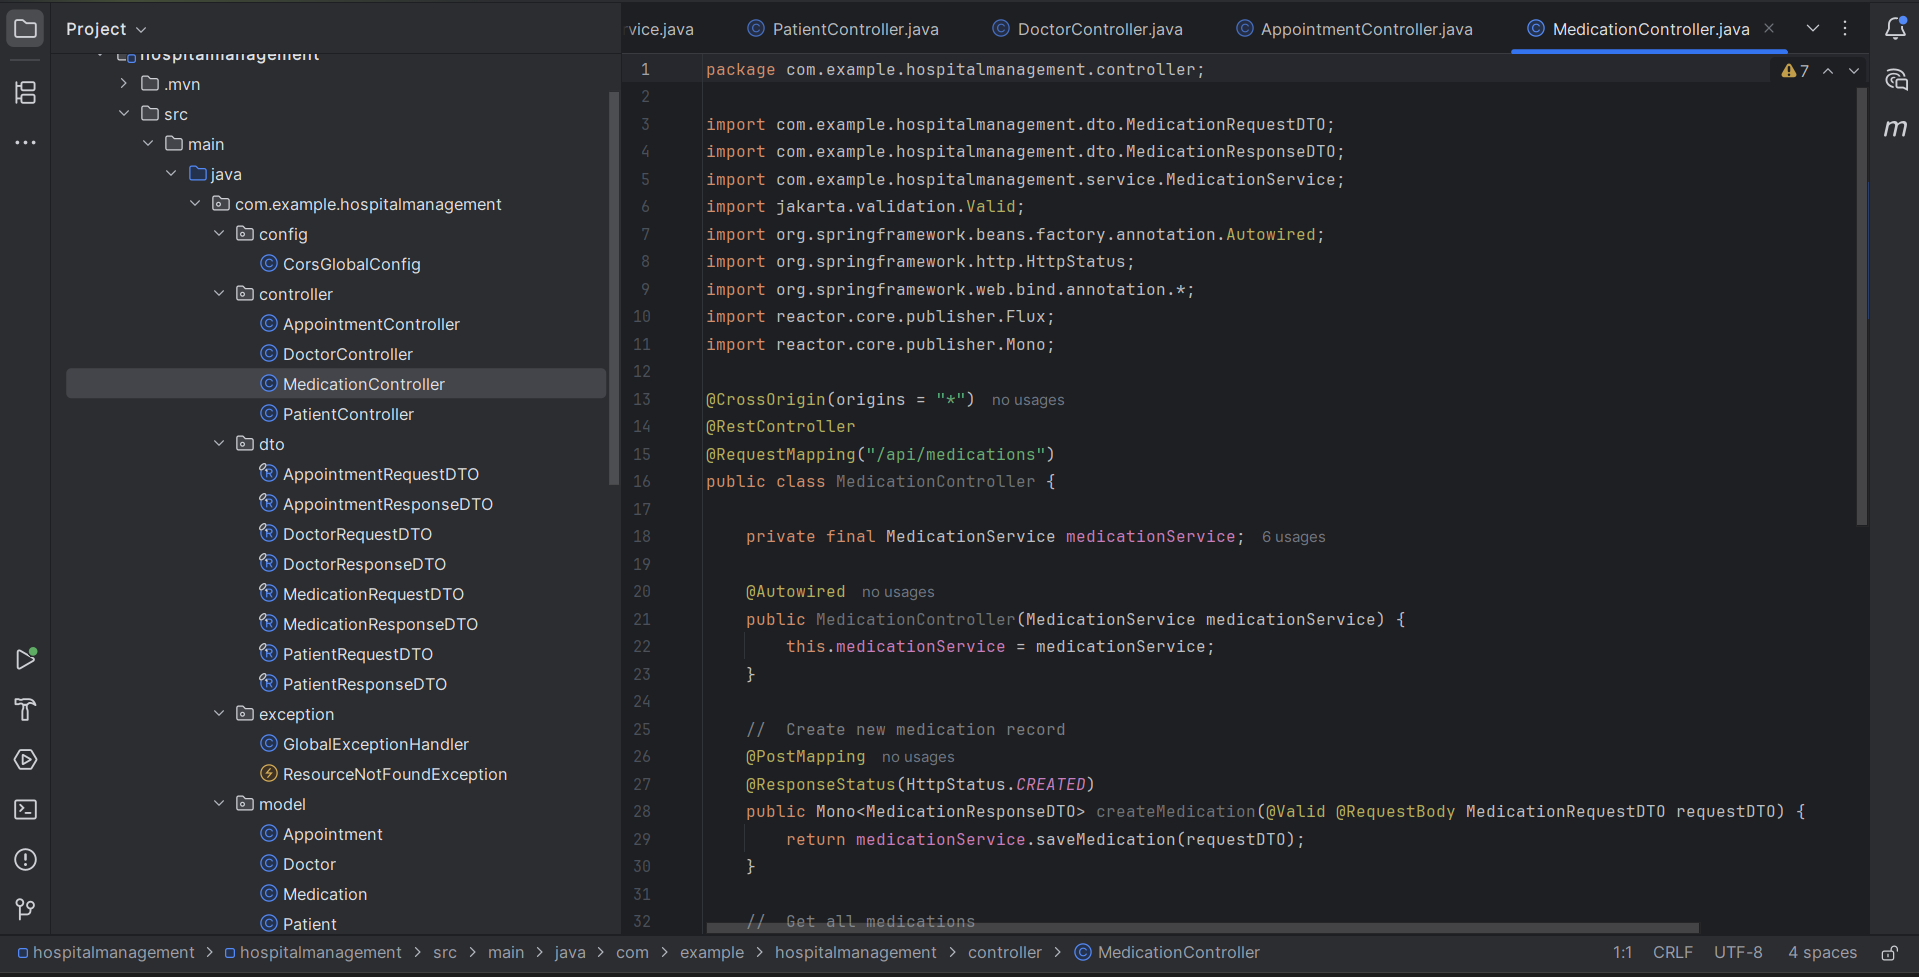 Project
vice.java
PatientController.java
DoctorController.java
AppointmentController.java
MedicationController.java
hospitalmanagement
.mvn
src
main
java
com.example.hospitalmanagement
config
CorsGlobalConfig
controller
AppointmentController
DoctorController
MedicationController
PatientController
dto
AppointmentRequestDTO
AppointmentResponseDTO
DoctorRequestDTO
DoctorResponseDTO
MedicationRequestDTO
MedicationResponseDTO
PatientRequestDTO
PatientResponseDTO
exception
GlobalExceptionHandler
ResourceNotFoundException
model
Appointment
Doctor
Medication
Patient
7
1 package com.example.hospitalmanagement.controller;
2
3 import com.example.hospitalmanagement.dto.MedicationRequestDTO;
4 import com.example.hospitalmanagement.dto.MedicationResponseDTO;
5 import com.example.hospitalmanagement.service.MedicationService;
6 import jakarta.validation.Valid;
7 import org.springframework.beans.factory.annotation.Autowired;
8 import org.springframework.http.HttpStatus;
9 import org.springframework.web.bind.annotation.*;
10 import reactor.core.publisher.Flux;
11 import reactor.core.publisher.Mono;
12
13 @CrossOrigin(origins = "*") no usages
14 @RestController
15 @RequestMapping("/api/medications")
16 public class MedicationController {
17
18 private final MedicationService medicationService; 6 usages
19
20 @Autowired no usages
21 public MedicationController(MedicationService medicationService) {
22 this.medicationService = medicationService;
23 }
24
25 // Create new medication record
26 @PostMapping no usages
27 @ResponseStatus(HttpStatus.CREATED)
28 public Mono<MedicationResponseDTO> createMedication(@Valid @RequestBody MedicationRequestDTO requestDTO) {
29 return medicationService.saveMedication(requestDTO);
30 }
31
32 // Get all medications
m
hospitalmanagement > hospitalmanagement > src > main > java > com > example > hospitalmanagement > controller > MedicationController
1:1 CRLF UTF-8 4 spaces